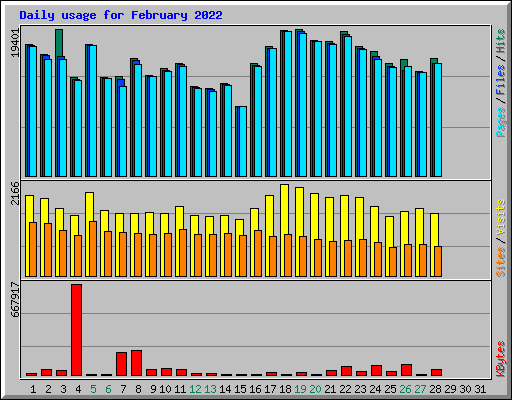 Daily usage for February 2022
19401
Pages / Files / Hits
2166
Sites / Visits
667917
KBytes
1 2 3 4 5 6 7 8 9 10 11 12 13 14 15 16 17 18 19 20 21 22 23 24 25 26 27 28 29 30 31